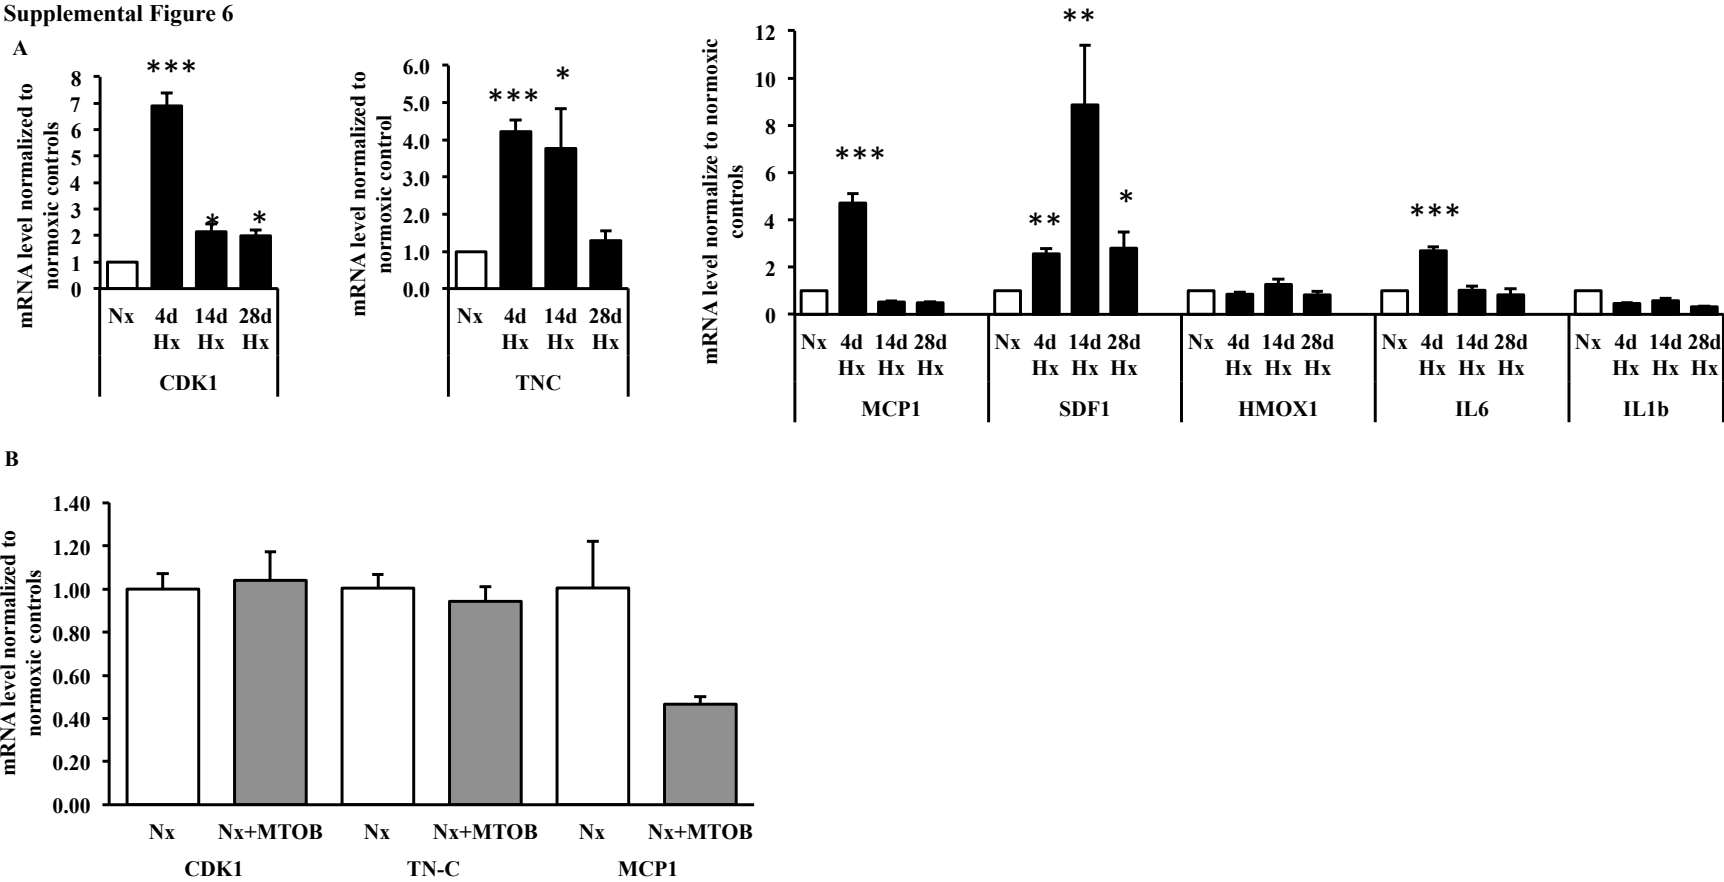 Supplemental Figure 6
A
mRNA level normalized to
normoxic controls
8
7
6
5
4
3
2
1
0
***
*
*
Nx 4d 14d 28d
Hx Hx Hx
CDK1
mRNA level normalized to
normoxic control
6.0
5.0
4.0
3.0
2.0
1.0
0.0
***
*
Nx 4d 14d 28d
Hx Hx Hx
TNC
mRNA level normalize to normoxic
controls
12
10
8
6
4
2
0
***
**
**
*
***
Nx 4d 14d 28d Nx 4d 14d 28d Nx 4d 14d 28d Nx 4d 14d 28d Nx 4d 14d 28d
Hx Hx Hx Hx Hx Hx Hx Hx Hx Hx Hx Hx Hx Hx Hx
MCP1 SDF1 HMOX1 IL6 IL1b
B
mRNA level normalized to
normoxic controls
1.40
1.20
1.00
0.80
0.60
0.40
0.20
0.00
Nx Nx+MTOB Nx Nx+MTOB Nx Nx+MTOB
CDK1 TN-C MCP1